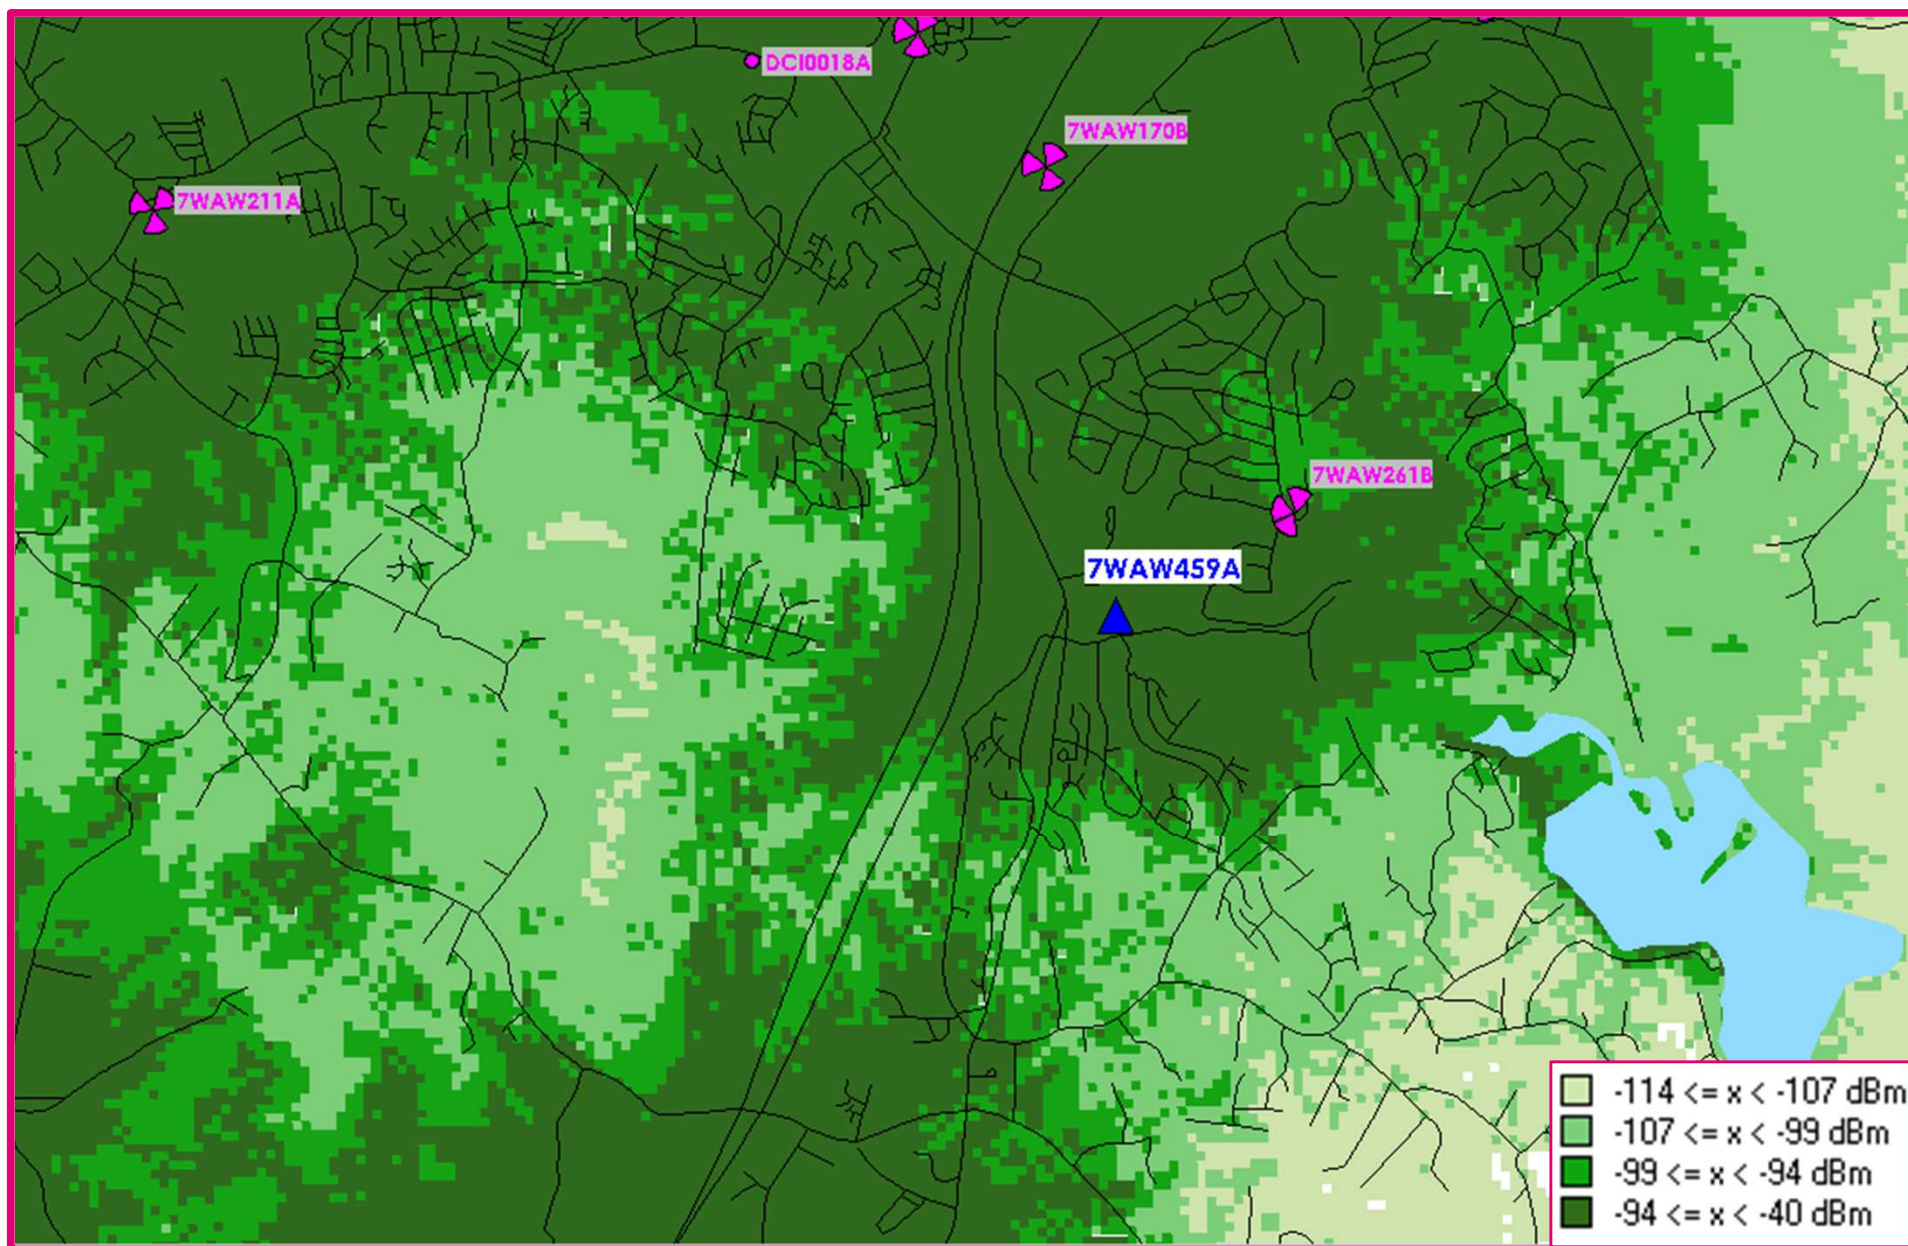 DCI0018A
7WAW170B
7WAW211A
7WAW261B
7WAW459A
-114 <= x < -107 dBm
-107 <= x < -99 dBm
-99 <= x < -94 dBm
-94 <= x < -40 dBm